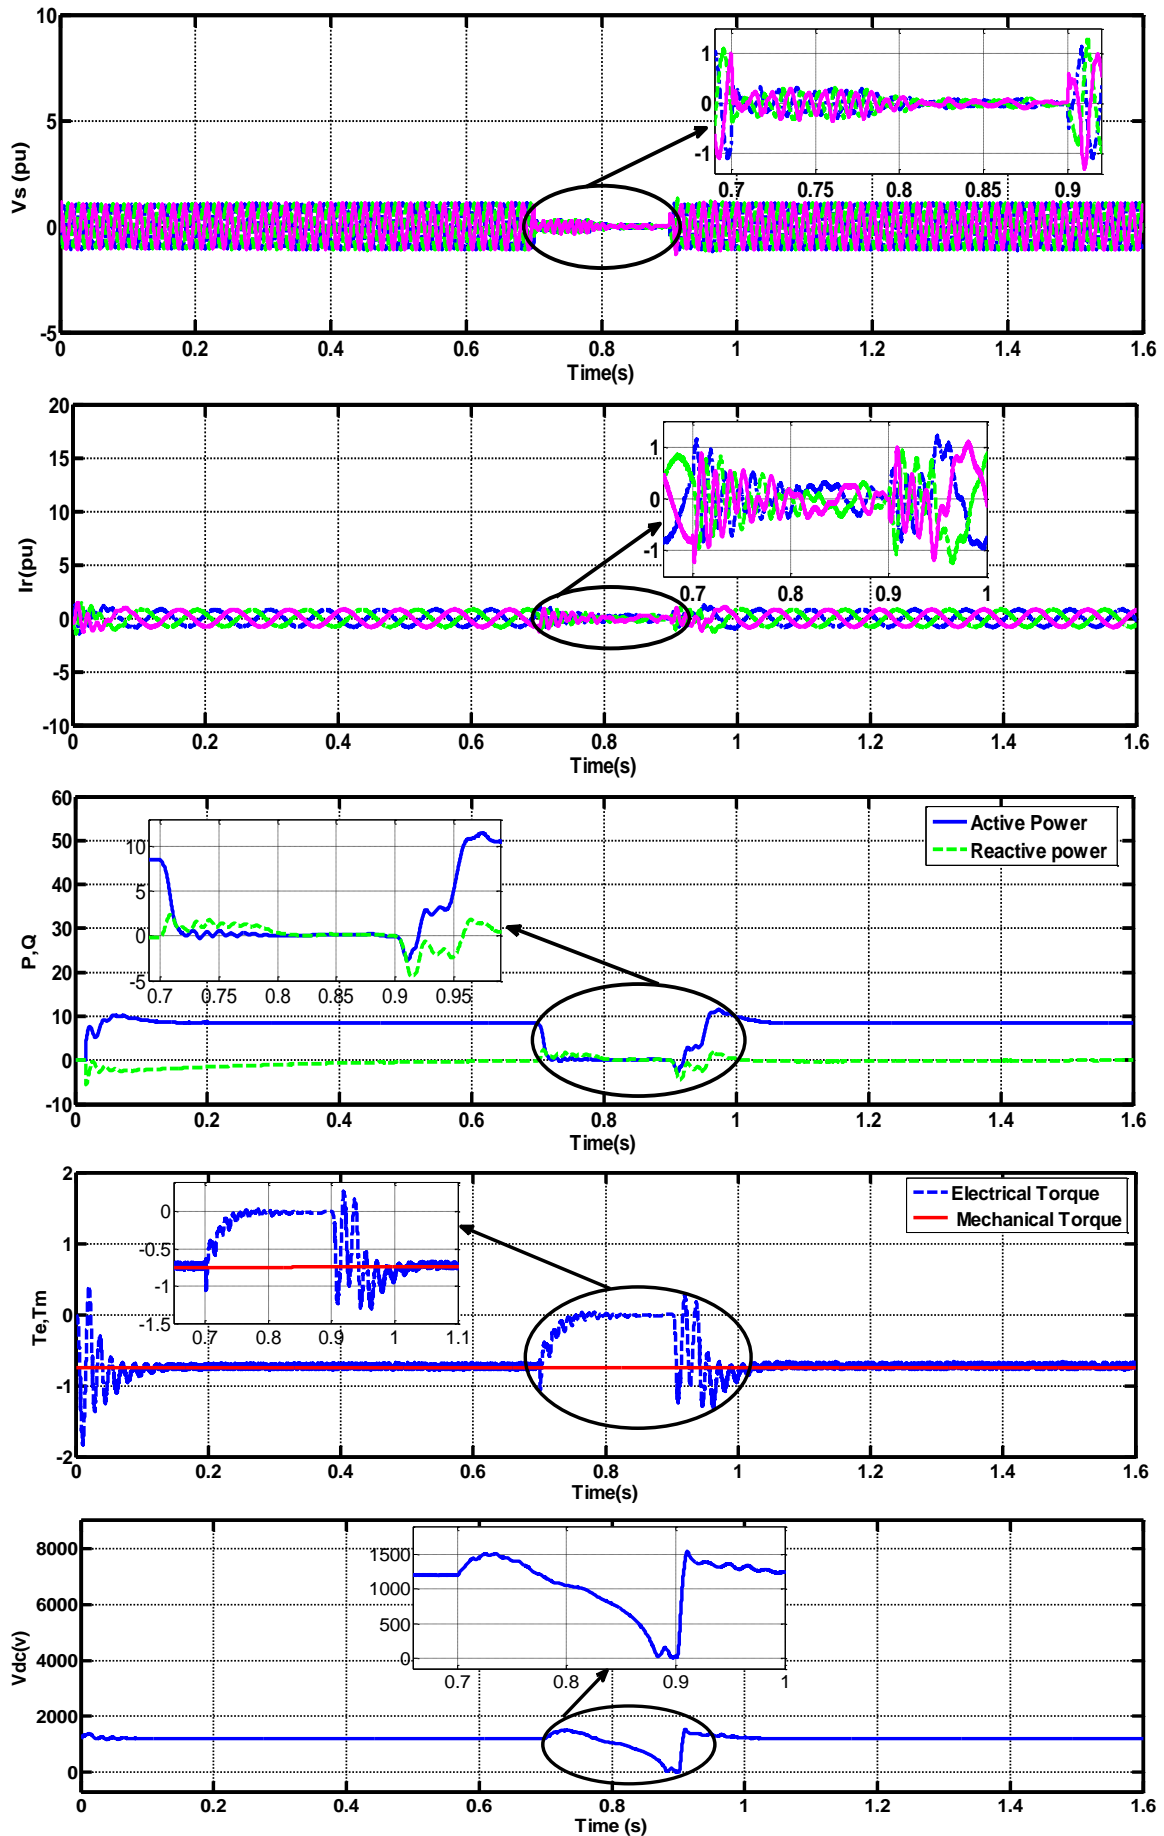 10
5
0
-5
Vs (pu)
1
0
-1
0.7 0.75 0.8 0.85 0.9
0 0.2 0.4 0.6 0.8 1 1.2 1.4 1.6
Time(s)
20
15
10
5
0
-5
-10
Ir(pu)
1
0
-1
0.7 0.8 0.9 1
0 0.2 0.4 0.6 0.8 1 1.2 1.4 1.6
Time(s)
60
50
40
30
20
10
0
-10
P,Q
10
5
0
-5
0.7 0.75 0.8 0.85 0.9 0.95
Active Power
Reactive power
0 0.2 0.4 0.6 0.8 1 1.2 1.4 1.6
Time(s)
2
1
0
-1
-2
Te,Tm
0
-0.5
-1
-1.5
0.7 0.8 0.9 1 1.1
Electrical Torque
Mechanical Torque
0 0.2 0.4 0.6 0.8 1 1.2 1.4 1.6
Time(s)
8000
6000
4000
2000
0
Vdc(v)
1500
1000
500
0
0.7 0.8 0.9 1
0 0.2 0.4 0.6 0.8 1 1.2 1.4 1.6
Time (s)